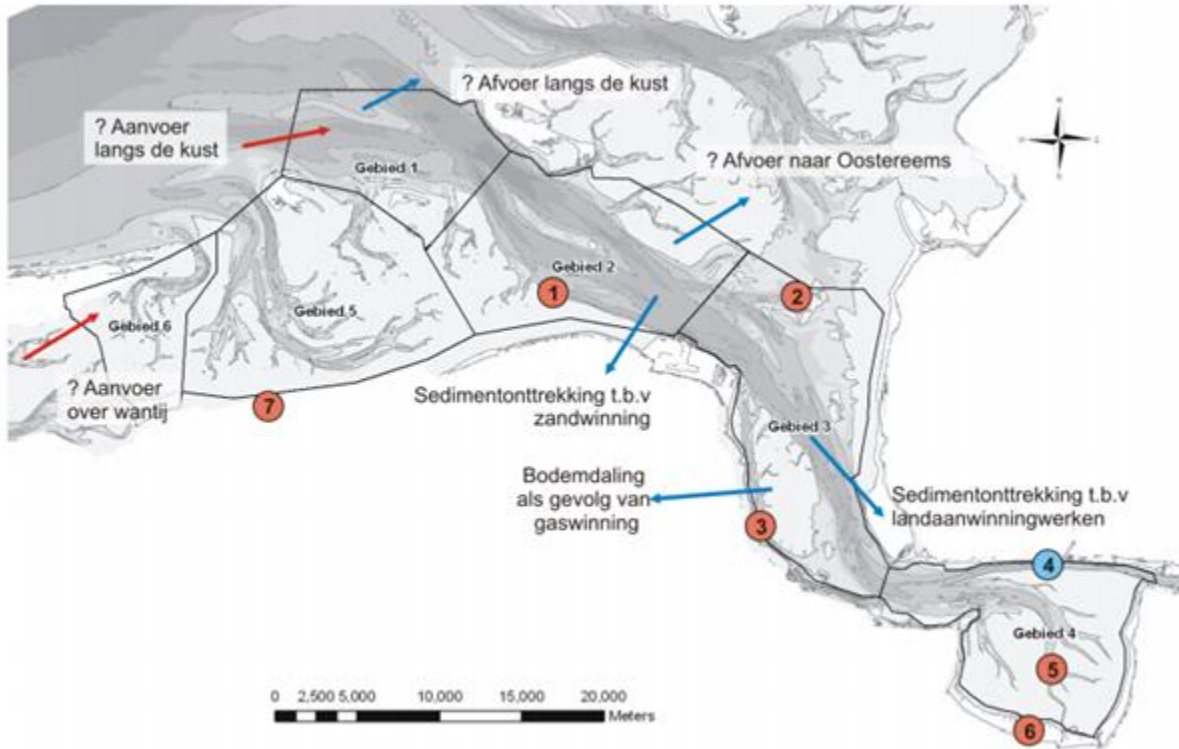 ? Afvoer langs de kust
? Aanvoer
langs de kust
Gebied 1
? Afvoer naar Oostereems
Gebied 2
1
2
Gebied 5
Gebied 6
? Aanvoer
over wantij
7
Sedimentonttrekking t.b.v
zandwinning
Gebied 3
Bodemdaling
als gevolg van
gaswinning
3
Sedimentonttrekking t.b.v
landaanwinningwerken
4
Gebied 4
5
6
0 2,500 5,000 10,000 15,000 20,000
Meters